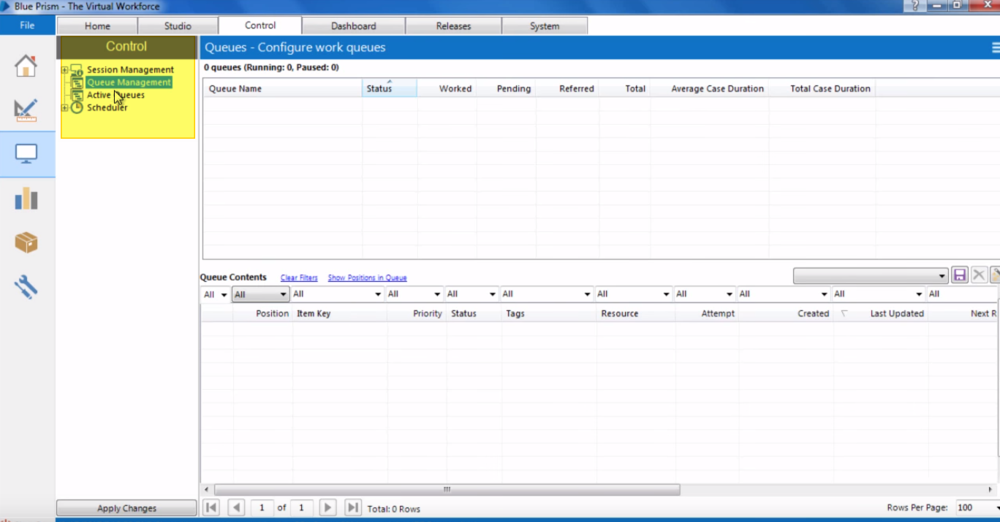 Blue Prism - The Virtual Workforce
File Home Studio Control Dashboard Releases System
Control
Queues - Configure work queues
Session Management
Queue Management
Active Queues
Scheduler
0 queues (Running: 0, Paused: 0)
Queue Name Status Worked Pending Referred Total Average Case Duration Total Case Duration
Queue Contents Clear Filters Show Positions in Queue
All All All All All All All All All All All
Position Item Key Priority Status Tags Resource Attempt Created Last Updated Next R
Apply Changes
1 of 1 Total: 0 Rows Rows Per Page: 100